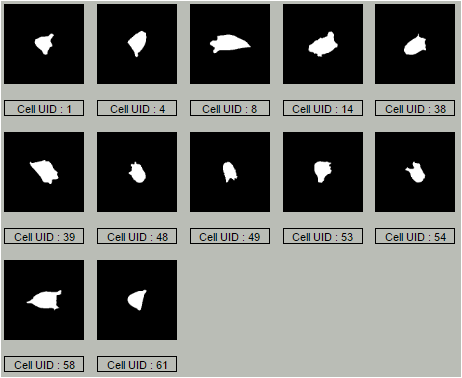 Cell UID : 1
Cell UID : 4
Cell UID : 8
Cell UID : 14
Cell UID : 38
Cell UID : 39
Cell UID : 48
Cell UID : 49
Cell UID : 53
Cell UID : 54
Cell UID : 58
Cell UID : 61